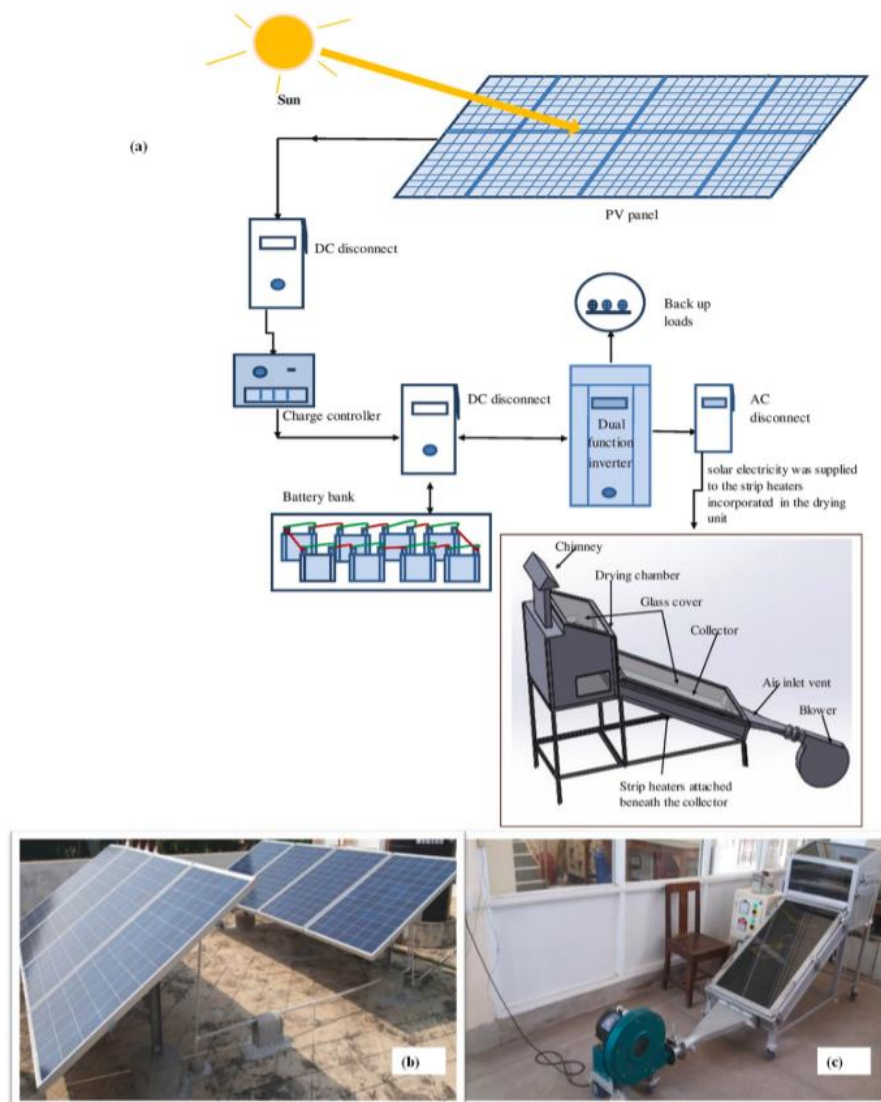 Sun
(a)
PV panel
DC disconnect
Back up
loads
Charge controller
DC disconnect
Dual
function
inverter
AC
disconnect
solar electricity was supplied
to the strip heaters
incorporated in the drying
unit
Battery bank
Chimney
Drying chamber
Glass cover
Collector
Air inlet vent
Blower
Strip heaters attached
beneath the collector
(b)
(c)